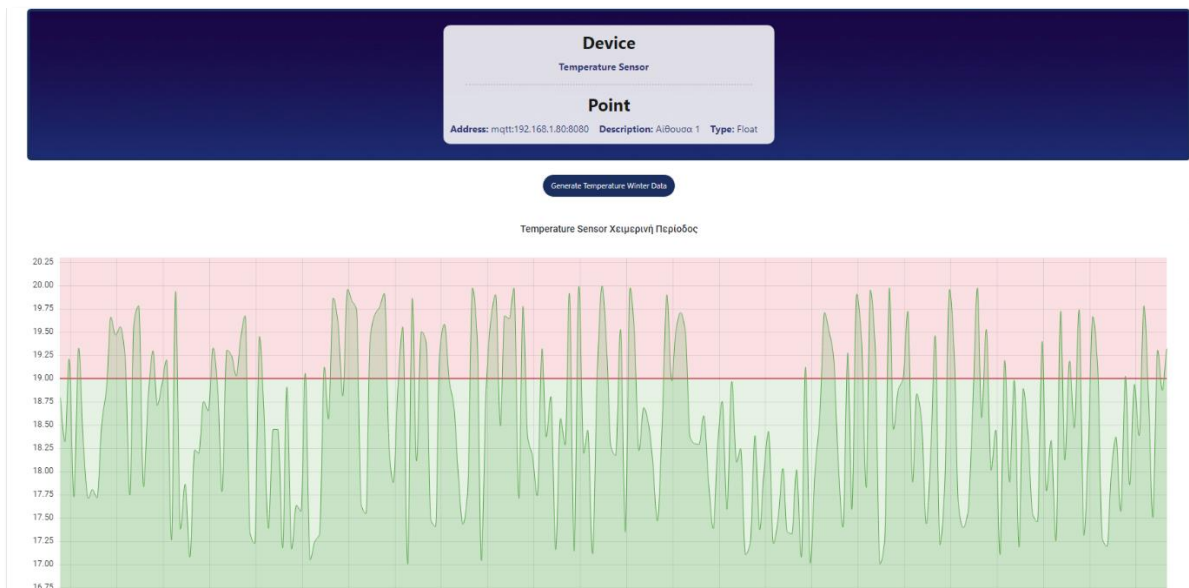 Device
Temperature Sensor
Point
Address: mqtt:192.168.1.80:8080 Description: Αίθουσα 1 Type: Float
Generate Temperature Winter Data
Temperature Sensor Χειμερινή Περίοδος
20.25
20.00
19.75
19.50
19.25
19.00
18.75
18.50
18.25
18.00
17.75
17.50
17.25
17.00
16.75